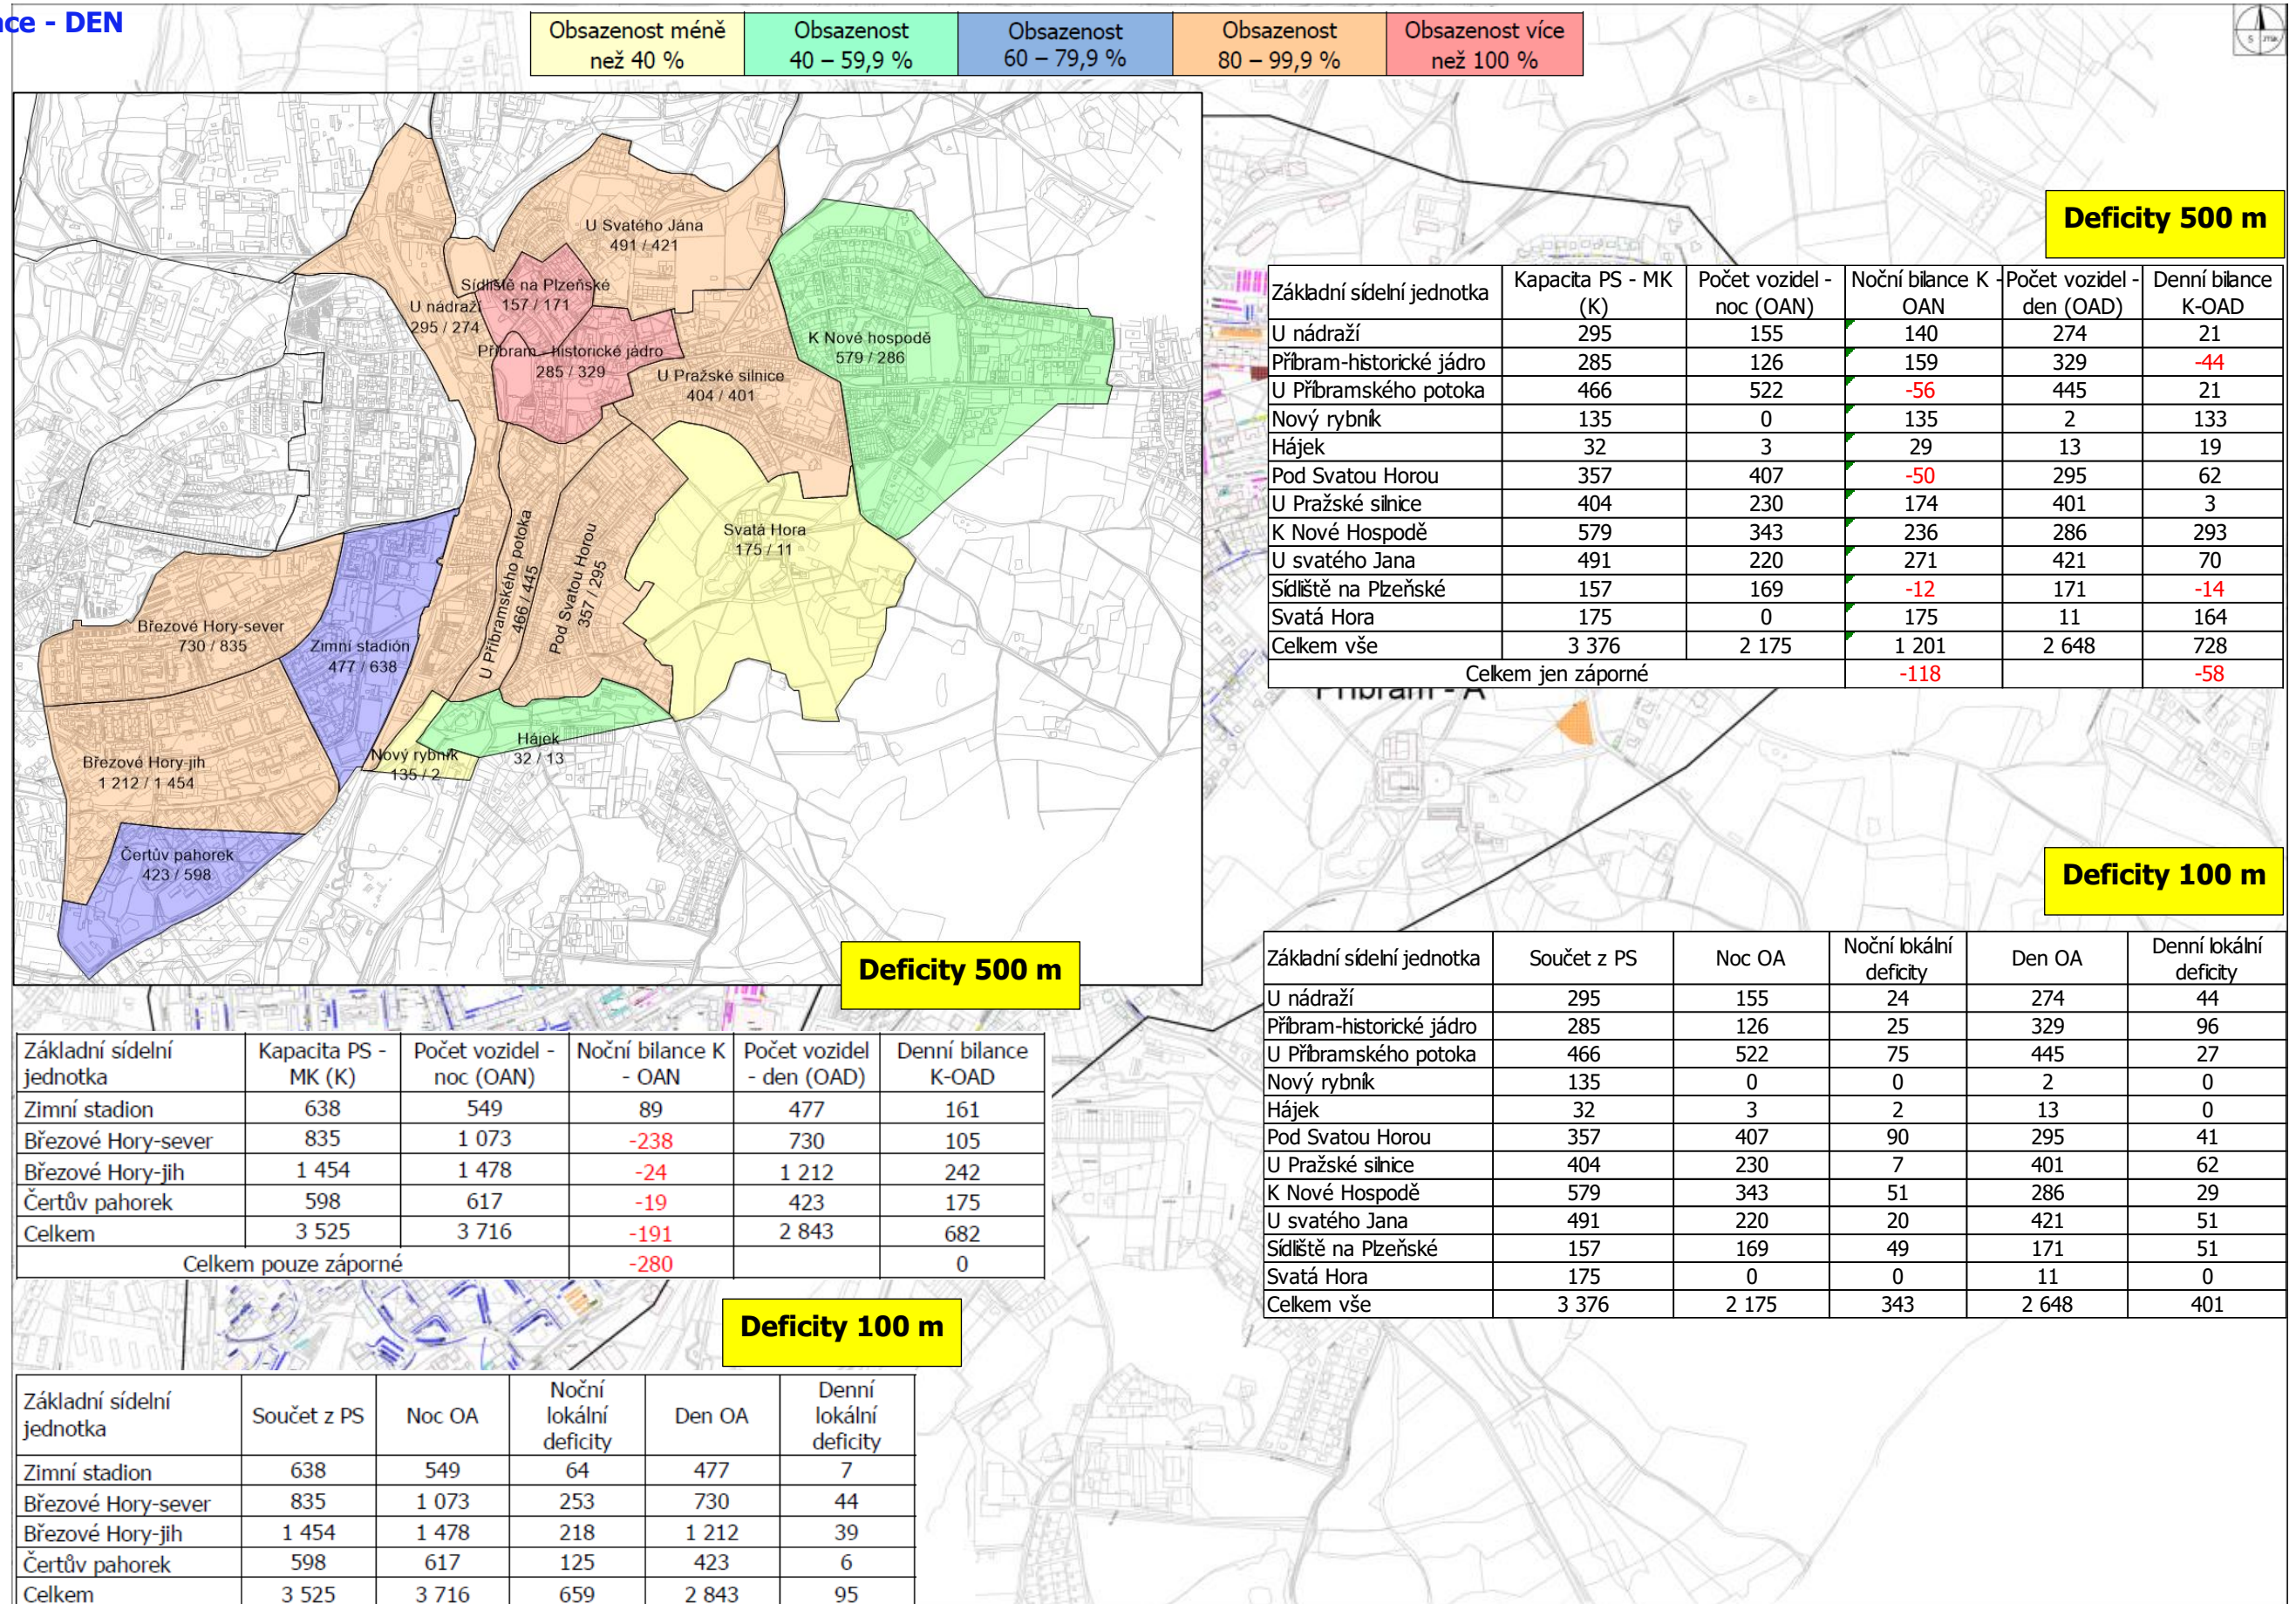 nce - DEN
Obsazenost méně než 40 %
Obsazenost 40 – 59,9 %
Obsazenost 60 – 79,9 %
Obsazenost 80 – 99,9 %
Obsazenost více než 100 %
U Svatého Jána
491 / 421
Sídliště na Plzeňské
157 / 171
U nádraží
295 / 274
Příbram - historické jádro
285 / 329
K Nové hospodě
579 / 286
U Pražské silnice
404 / 401
Svatá Hora
175 / 11
U Příbramského potoka
466 / 445
Pod Svatou Horou
357 / 295
Březové Hory-sever
730 / 835
Zimní stadión
477 / 638
Březové Hory-jih
1 212 / 1 454
Nový rybník
135 / 2
Hájek
32 / 13
Čertův pahorek
423 / 598
Deficity 500 m
Základní sídelní jednotka Kapacita PS - MK (K) Počet vozidel - noc (OAN) Noční bilance K - OAN Počet vozidel - den (OAD) Denní bilance K-OAD
U nádraží 295 155 140 274 21
Příbram-historické jádro 285 126 159 329 -44
U Příbramského potoka 466 522 -56 445 21
Nový rybník 135 0 135 2 133
Hájek 32 3 29 13 19
Pod Svatou Horou 357 407 -50 295 62
U Pražské silnice 404 230 174 401 3
K Nové Hospodě 579 343 236 286 293
U svatého Jana 491 220 271 421 70
Sídliště na Plzeňské 157 169 -12 171 -14
Svatá Hora 175 0 175 11 164
Celkem vše 3 376 2 175 1 201 2 648 728
Celkem jen záporné -118 -58
Příbram - A
Deficity 100 m
Základní sídelní jednotka Součet z PS Noc OA Noční lokální deficity Den OA Denní lokální deficity
U nádraží 295 155 24 274 44
Příbram-historické jádro 285 126 25 329 96
U Příbramského potoka 466 522 75 445 27
Nový rybník 135 0 0 2 0
Hájek 32 3 2 13 0
Pod Svatou Horou 357 407 90 295 41
U Pražské silnice 404 230 7 401 62
K Nové Hospodě 579 343 51 286 29
U svatého Jana 491 220 20 421 51
Sídliště na Plzeňské 157 169 49 171 51
Svatá Hora 175 0 0 11 0
Celkem vše 3 376 2 175 343 2 648 401
Deficity 500 m
Základní sídelní jednotka Kapacita PS - MK (K) Počet vozidel - noc (OAN) Noční bilance K - OAN Počet vozidel - den (OAD) Denní bilance K-OAD
Zimní stadion 638 549 89 477 161
Březové Hory-sever 835 1 073 -238 730 105
Březové Hory-jih 1 454 1 478 -24 1 212 242
Čertův pahorek 598 617 -19 423 175
Celkem 3 525 3 716 -191 2 843 682
Celkem pouze záporné -280 0
Deficity 100 m
Základní sídelní jednotka Součet z PS Noc OA Noční lokální deficity Den OA Denní lokální deficity
Zimní stadion 638 549 64 477 7
Březové Hory-sever 835 1 073 253 730 44
Březové Hory-jih 1 454 1 478 218 1 212 39
Čertův pahorek 598 617 125 423 6
Celkem 3 525 3 716 659 2 843 95